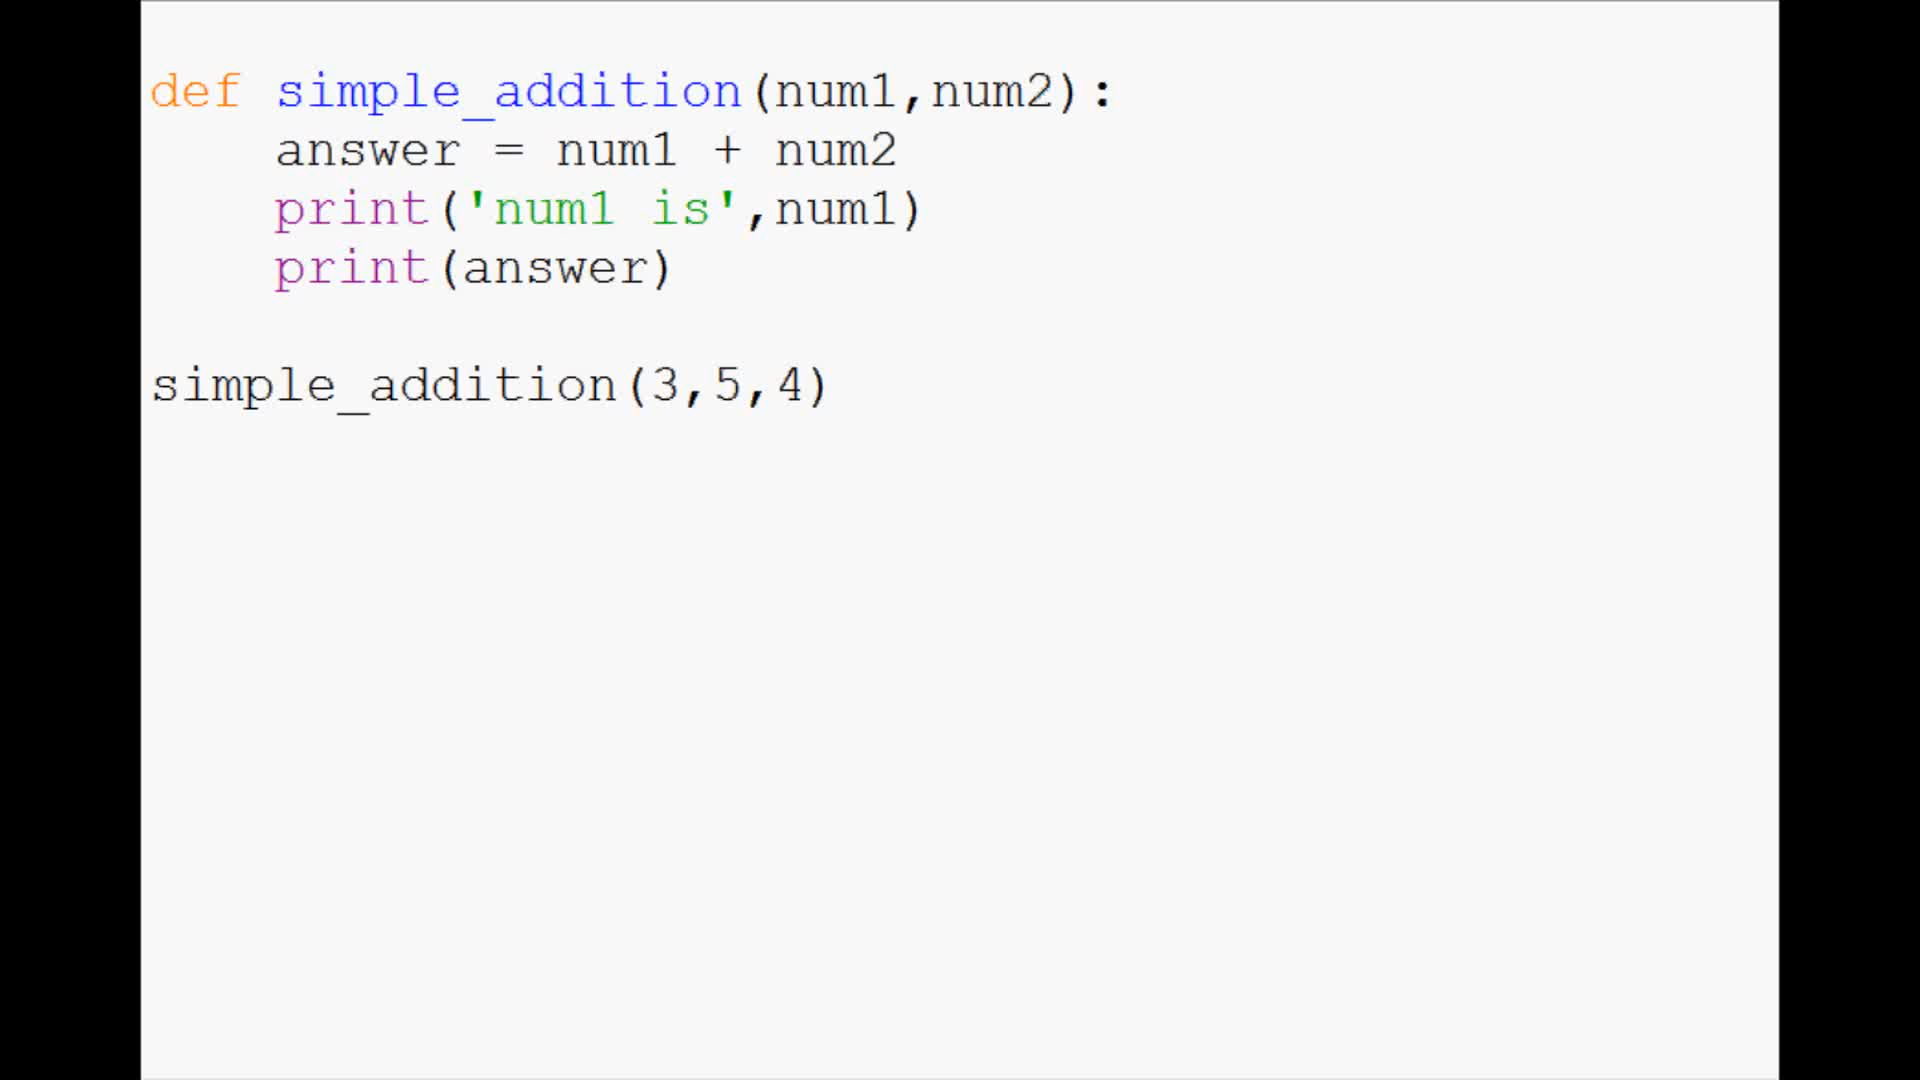 def simple_addition(num1,num2):
    answer = num1 + num2
    print('num1 is',num1)
    print(answer)
simple_addition(3,5,4)